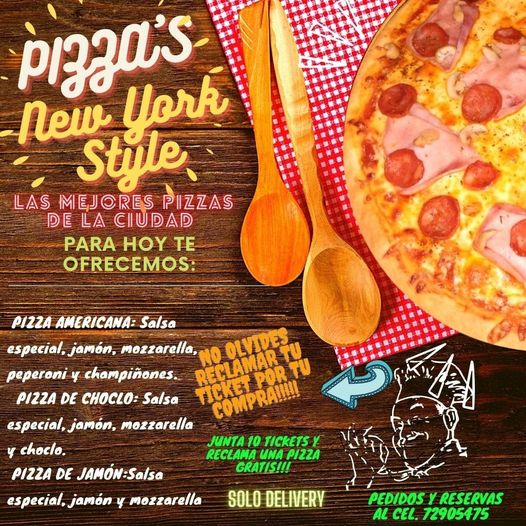 PIZZA'S
New York
Style
LAS MEJORES PIZZAS
DE LA CIUDAD
PARA HOY TE
OFRECEMOS:
PIZZA AMERICANA: Salsa
especial, jamón, mozzarella,
peperoni y champiñones.
PIZZA DE CHOCLO: Salsa
especial, jamón, mozzarella
y choclo.
PIZZA DE JAMÓN:Salsa
especial, jamón y mozzarella
NO OLVIDES
RECLAMAR TU
TICKET POR TU
COMPRA!!!!!
JUNTA 10 TICKETS Y
RECLAMA UNA PIZZA
GRATIS!!!
SOLO DELIVERY
PEDIDOS Y RESERVAS
AL CEL. 72905475